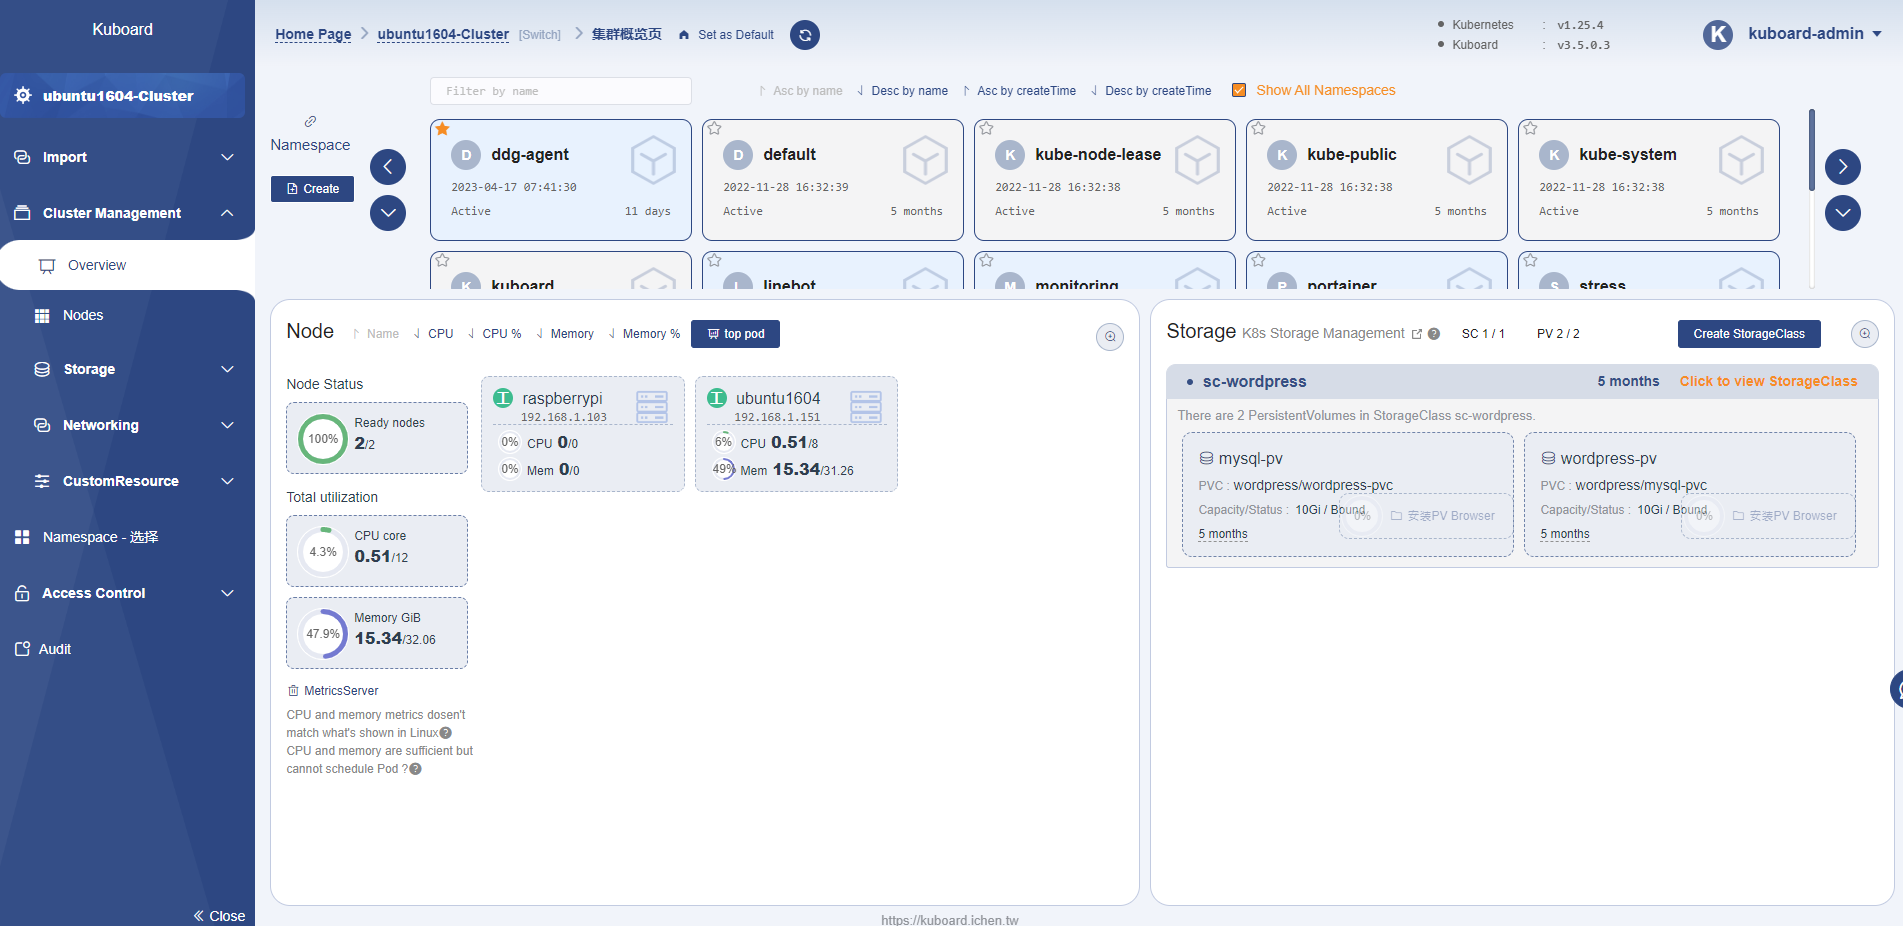 Kuboard
ubuntu1604-Cluster
Import
Cluster Management
Overview
Nodes
Storage
Networking
CustomResource
Namespace - 选择
Access Control
Audit
Close
Home Page
ubuntu1604-Cluster [Switch]
集群概览页
Set as Default
Kubernetes : v1.25.4
Kuboard : v3.5.0.3
K kuboard-admin
Filter by name
Asc by name
Desc by name
Asc by createTime
Desc by createTime
Show All Namespaces
Namespace
Create
D ddg-agent
2023-04-17 07:41:30
Active 11 days
D default
2022-11-28 16:32:39
Active 5 months
K kube-node-lease
2022-11-28 16:32:38
Active 5 months
K kube-public
2022-11-28 16:32:38
Active 5 months
K kube-system
2022-11-28 16:32:38
Active 5 months
K kuboard
L linebot
M monitoring
P portainer
S stress
Node
Name
CPU
CPU %
Memory
Memory %
top pod
Node Status
100%
Ready nodes
2/2
Total utilization
4.3%
CPU core
0.51/12
47.9%
Memory GiB
15.34/32.06
MetricsServer
CPU and memory metrics dosen't
match what's shown in Linux
CPU and memory are sufficient but
cannot schedule Pod ?
raspberrypi
192.168.1.103
0% CPU 0/0
0% Mem 0/0
ubuntu1604
192.168.1.151
6% CPU 0.51/8
49% Mem 15.34/31.26
Storage K8s Storage Management
SC 1 / 1
PV 2 / 2
Create StorageClass
sc-wordpress
5 months
Click to view StorageClass
There are 2 PersistentVolumes in StorageClass sc-wordpress.
mysql-pv
PVC : wordpress/wordpress-pvc
Capacity/Status : 10Gi / Bound
0% 安装PV Browser
5 months
wordpress-pv
PVC : wordpress/mysql-pvc
Capacity/Status : 10Gi / Bound
0% 安装PV Browser
5 months
https://kuboard.ichen.tw